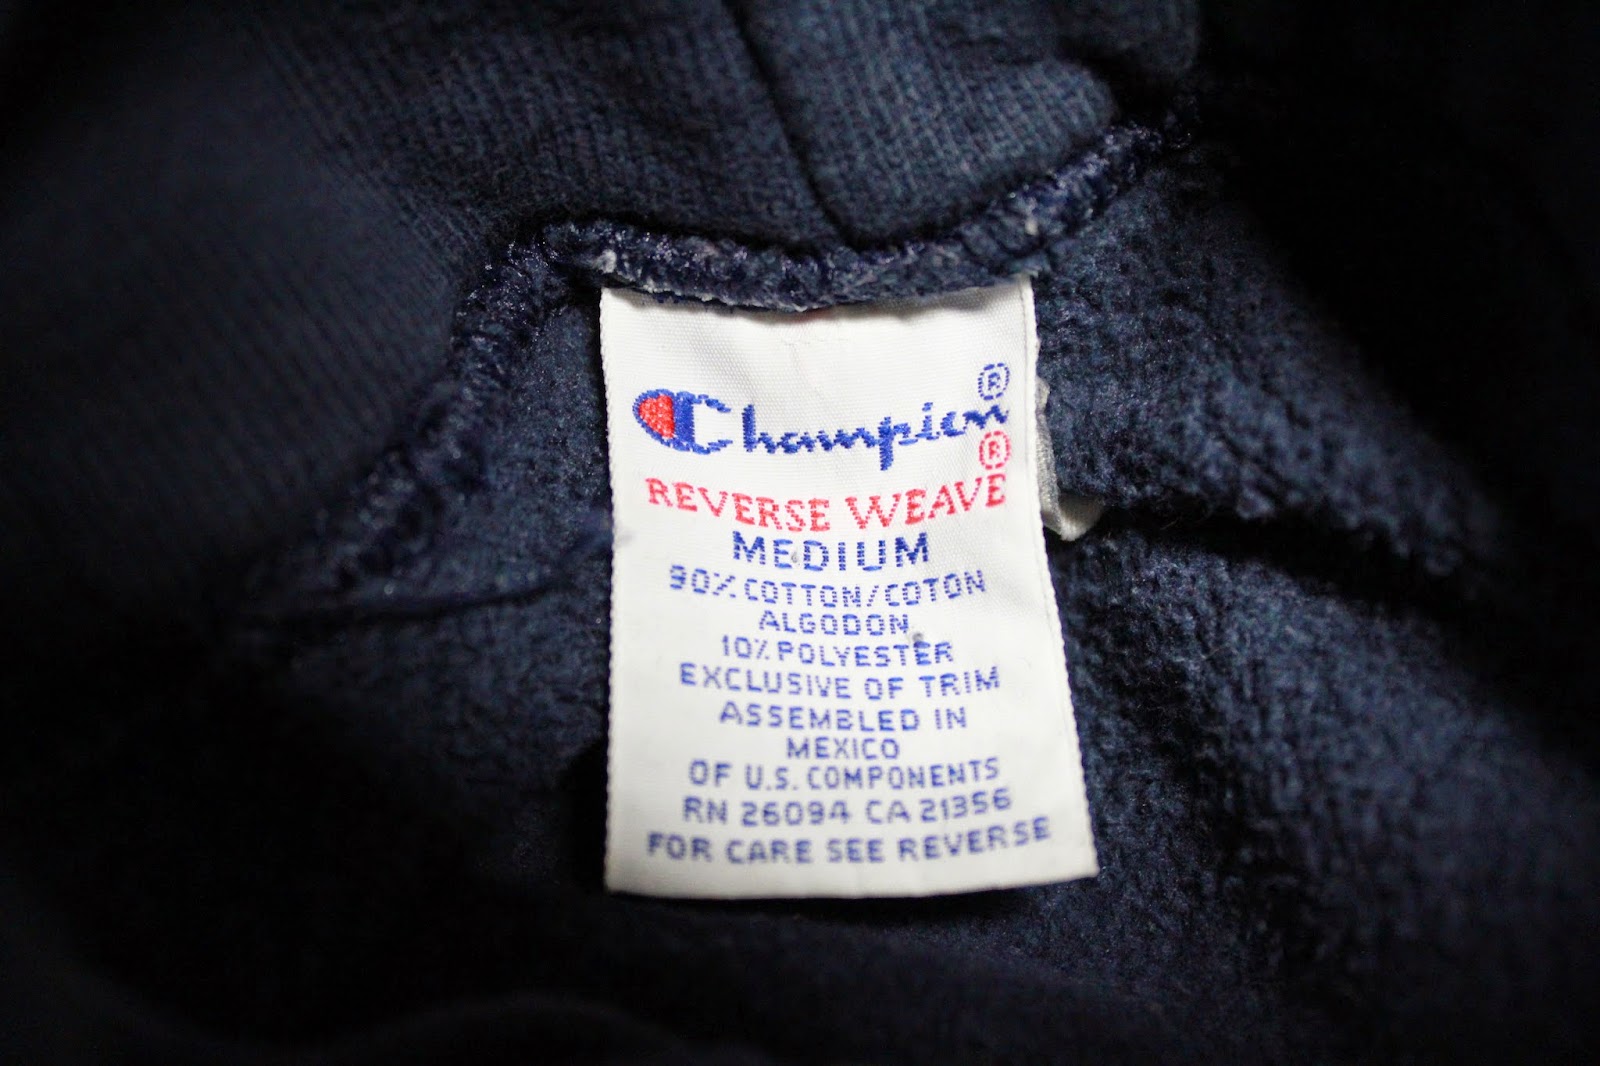 Champion®
REVERSE WEAVE®
MEDIUM
90% COTTON/COTON
ALGODON
10% POLYESTER
EXCLUSIVE OF TRIM
ASSEMBLED IN
MEXICO
OF U.S. COMPONENTS
RN 26094 CA 21356
FOR CARE SEE REVERSE